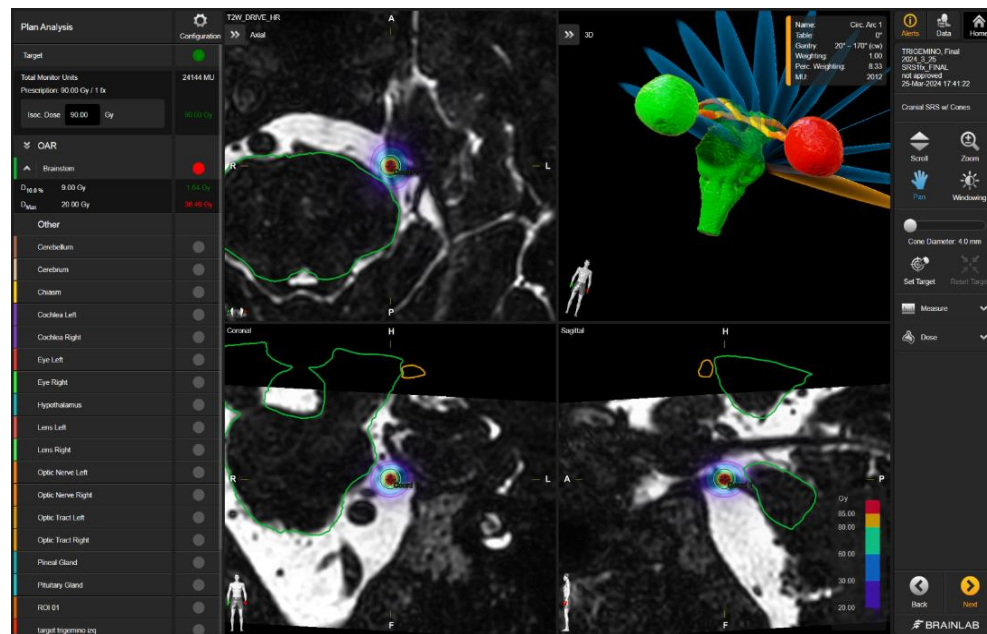 Plan Analysis
Configuration
Target
Total Monitor Units 24144 MU
Prescription: 90.00 Gy / 1 fx
Isoc. Dose 90.00 Gy 90.00 Gy
OAR
Brainstem
D10.0 % 9.00 Gy 1.64 Gy
DMax 20.00 Gy
Other
Cerebellum
Cerebrum
Chiasm
Cochlea Left
Cochlea Right
Eye Left
Eye Right
Hypothalamus
Lens Left
Lens Right
Optic Nerve Left
Optic Nerve Right
Optic Tract Left
Optic Tract Right
Pineal Gland
Pituitary Gland
ROI 01
target trigemino izq
T2W_DRIVE_HR
Axial
A
R
L
P
3D
Name: Circ. Arc 1
Table: 0°
Gantry: 20° – 170° (cw)
Weighting: 1.00
Perc. Weighting: 8.33
MU: 2012
Coronal
H
R
L
F
Sagittal
H
A
P
F
Gy
85.00
80.00
60.00
30.00
20.00
Alerts
Data
Home
TRIGEMINO, Final
2024_3_25
SRS1fx_FINAL
not approved
25-Mar-2024 17:41:22
Cranial SRS w/ Cones
Scroll
Zoom
Pan
Windowing
Cone Diameter: 4.0 mm
Set Target
Reset Target
Measure
Dose
Back
Next
BRAINLAB